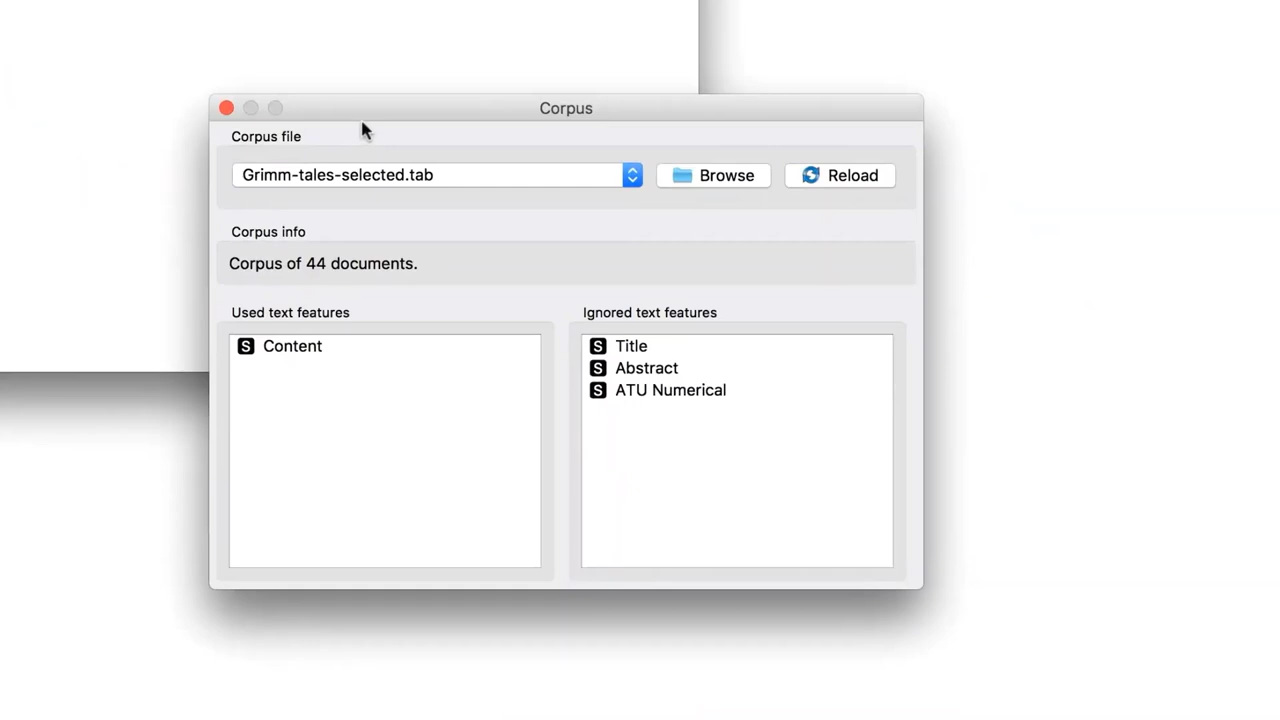 Corpus
Corpus file
Grimm-tales-selected.tab
Browse
Reload
Corpus info
Corpus of 44 documents.
Used text features
Ignored text features
S Content
S Title
S Abstract
S ATU Numerical